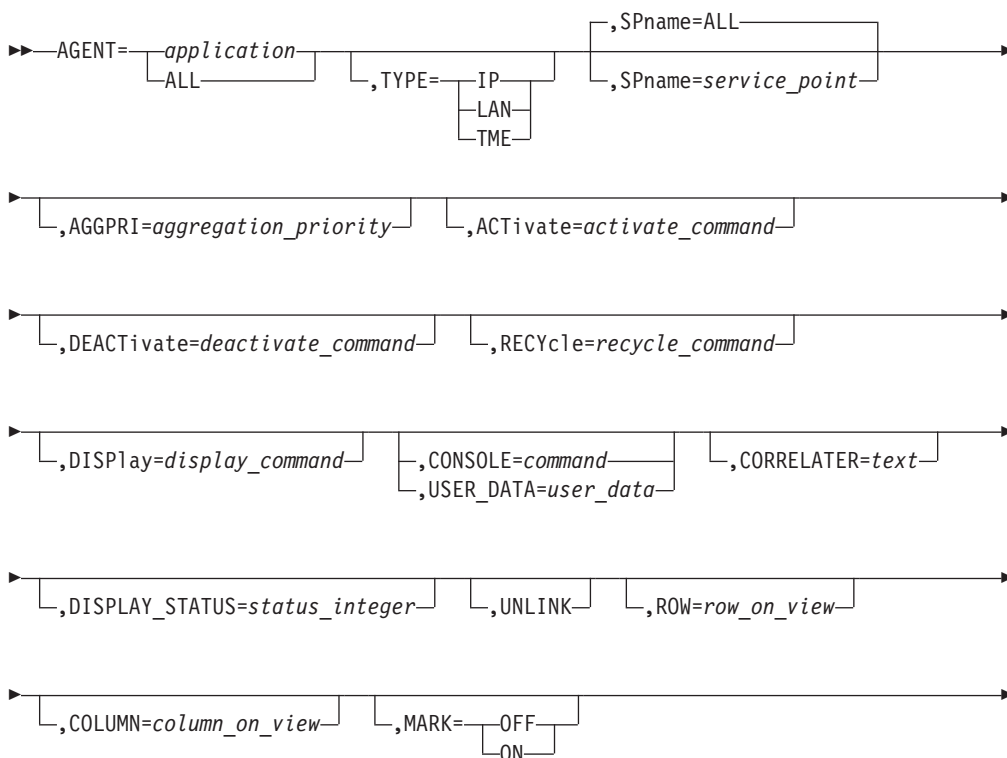 ,SPname=ALL
AGENT= application ,TYPE= IP ,SPname=service_point
ALL LAN
TME
,AGGPRI=aggregation_priority ,ACTivate=activate_command
,DEACTivate=deactivate_command ,RECYcle=recycle_command
,DISPlay=display_command ,CONSOLE=command ,CORRELATER=text
,USER_DATA=user_data
,DISPLAY_STATUS=status_integer ,UNLINK ,ROW=row_on_view
,COLUMN=column_on_view ,MARK= OFF
ON